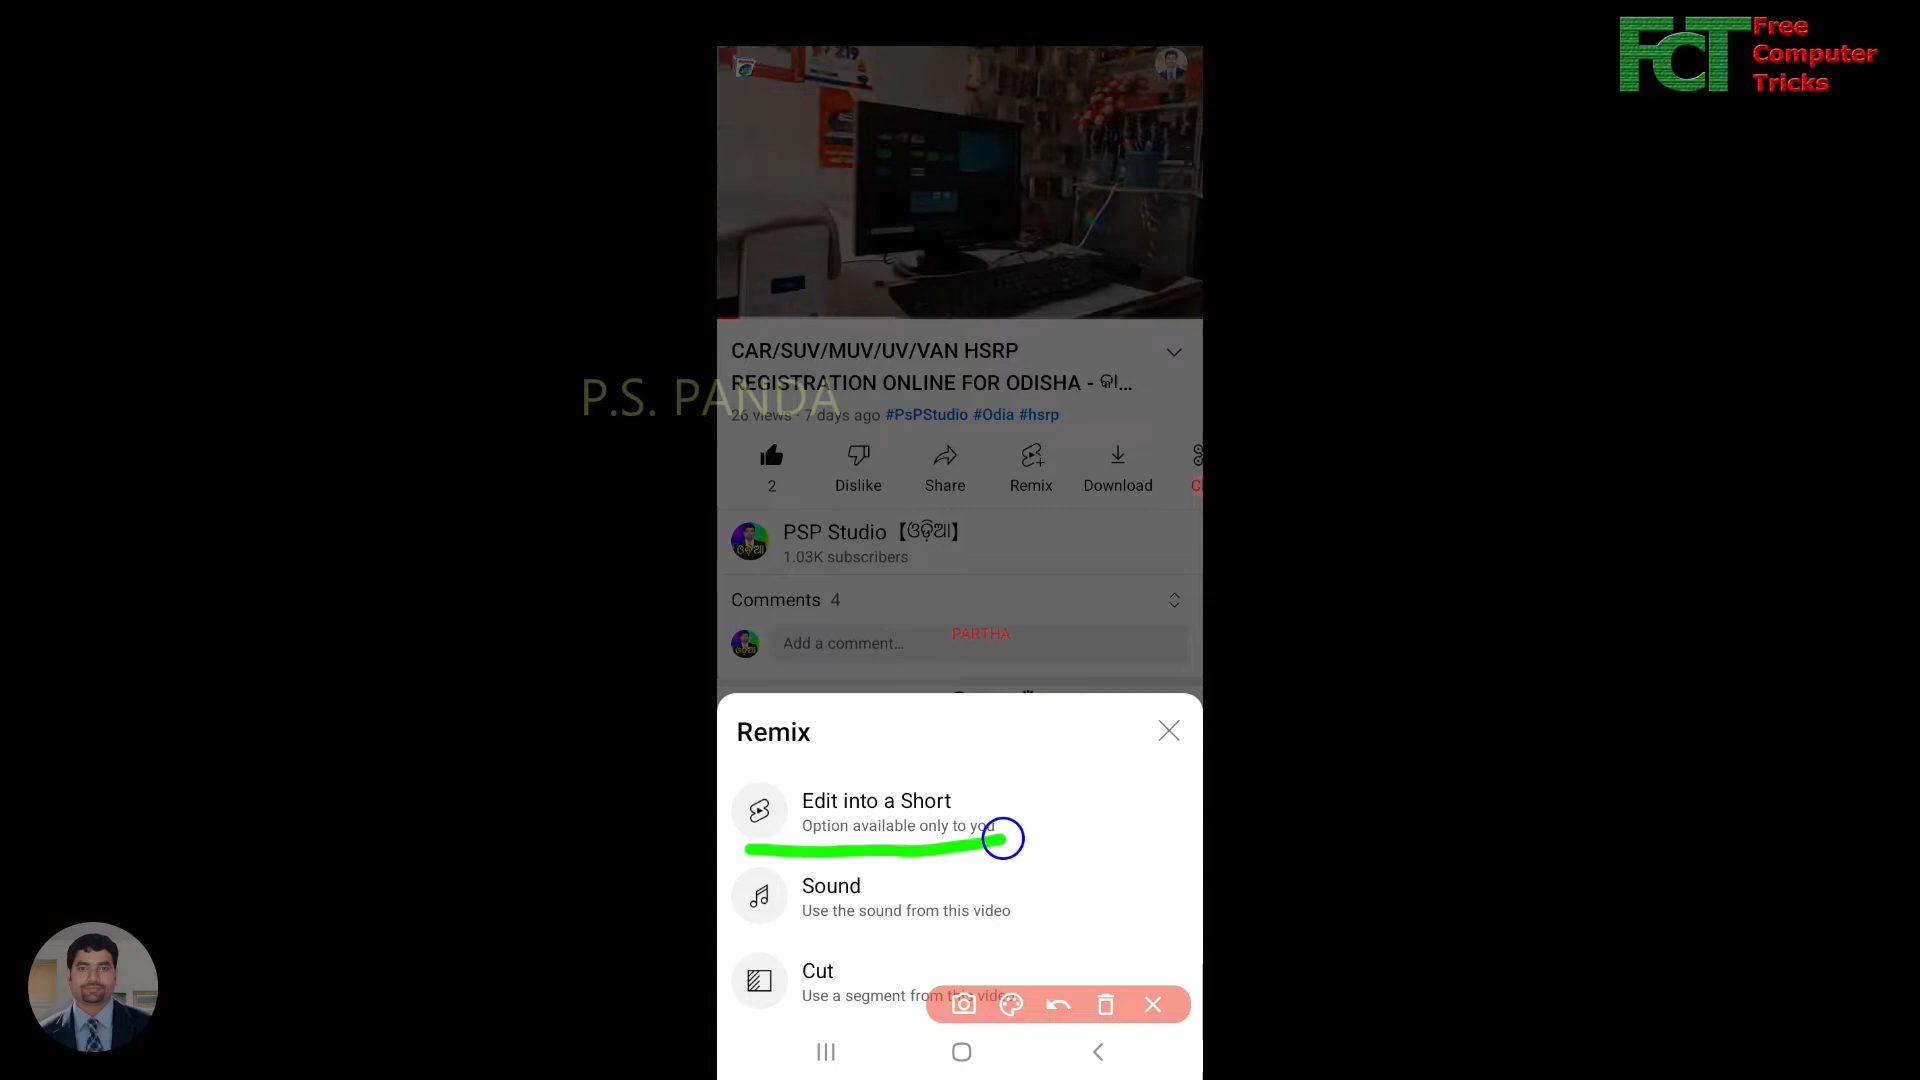 FCT Free
Computer
Tricks
219
CAR/SUV/MUV/UV/VAN HSRP
REGISTRATION ONLINE FOR ODISHA - କା...
P.S. PANDA
26 views · 7 days ago #PsPStudio #Odia #hsrp
2
Dislike
Share
Remix
Download
PSP Studio【ଓଡ଼ିଆ】
1.03K subscribers
Comments 4
PARTHA
Add a comment...
Remix
Edit into a Short
Option available only to you
Sound
Use the sound from this video
Cut
Use a segment from this video